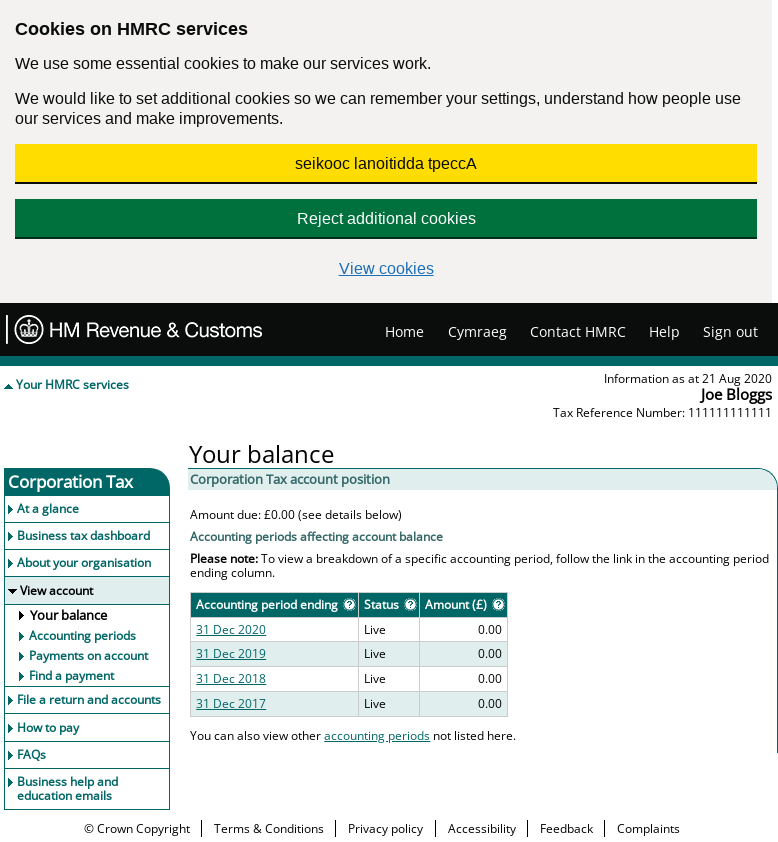 Cookies on HMRC services
We use some essential cookies to make our services work.
We would like to set additional cookies so we can remember your settings, understand how people use
our services and make improvements.
seikooc lanoitidda tpeccA
Reject additional cookies
View cookies
HM Revenue & Customs
Home Cymraeg Contact HMRC Help Sign out
Your HMRC services
Information as at 21 Aug 2020
Joe Bloggs
Tax Reference Number: 111111111111
Your balance
Corporation Tax
At a glance
Business tax dashboard
About your organisation
View account
Your balance
Accounting periods
Payments on account
Find a payment
File a return and accounts
How to pay
FAQs
Business help and
education emails
Corporation Tax account position
Amount due: £0.00 (see details below)
Accounting periods affecting account balance
Please note: To view a breakdown of a specific accounting period, follow the link in the accounting period
ending column.
Accounting period ending ? Status ? Amount (£) ?
31 Dec 2020 Live 0.00
31 Dec 2019 Live 0.00
31 Dec 2018 Live 0.00
31 Dec 2017 Live 0.00
You can also view other accounting periods not listed here.
© Crown Copyright Terms & Conditions Privacy policy Accessibility Feedback Complaints